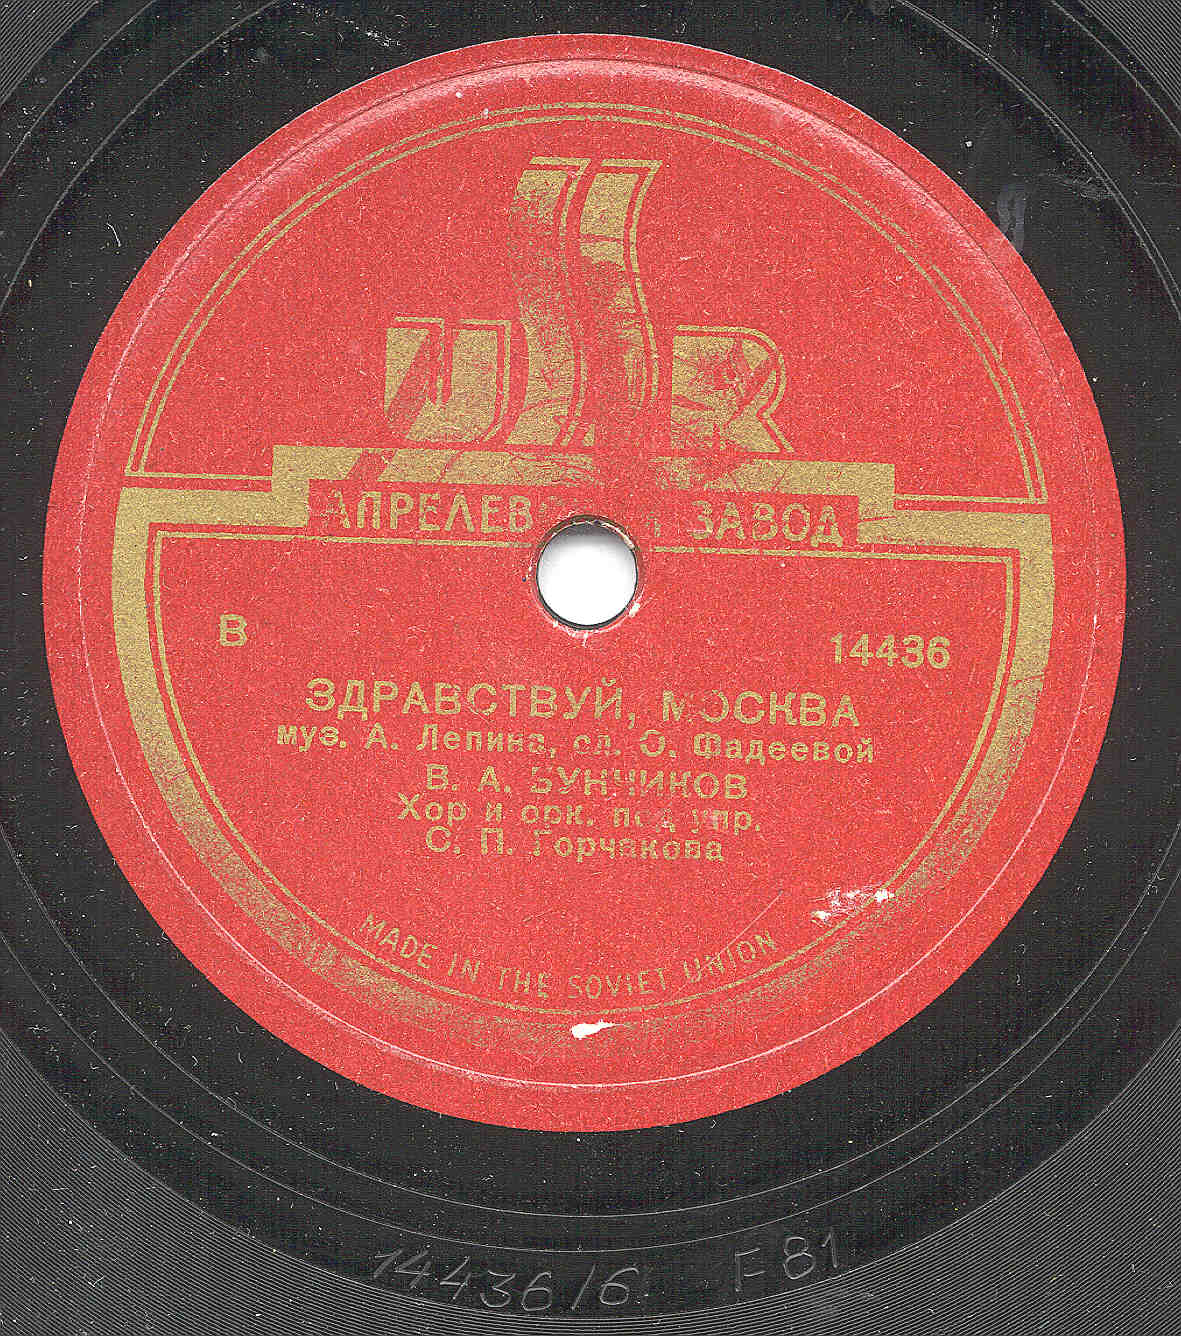 USSR
АПРЕЛЕВСКИЙ ЗАВОД
В 14436
ЗДРАВСТВУЙ, МОСКВА
муз. А. Лепина, сл. О. Фадеевой
В. А. БУНЧИКОВ
Хор и орк. под упр.
С. П. Горчакова
MADE IN THE SOVIET UNION
14436/6 F81